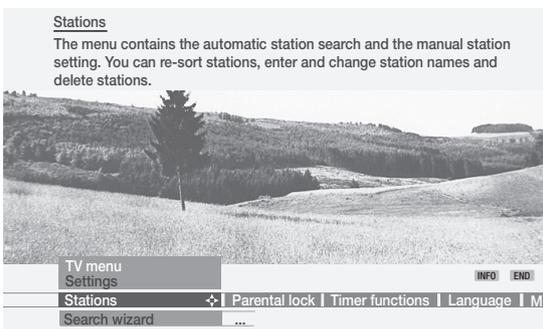 Stations
The menu contains the automatic station search and the manual station
setting. You can re-sort stations, enter and change station names and
delete stations.
TV menu
Settings
INFO END
Stations Parental lock Timer functions Language M
Search wizard ...